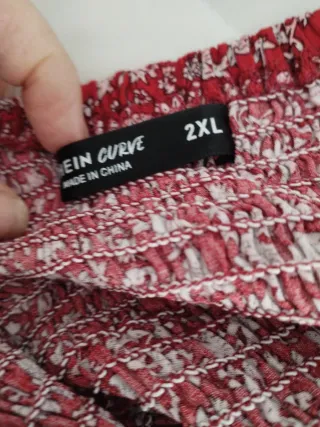 EIN CURVE 2XL
MADE IN CHINA